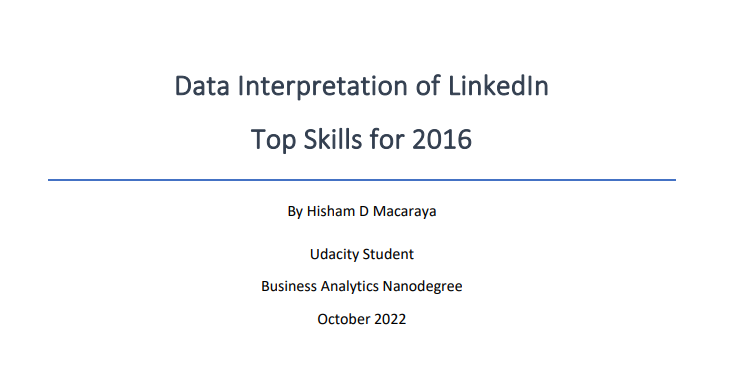 Data Interpretation of LinkedIn
Top Skills for 2016
By Hisham D Macaraya
Udacity Student
Business Analytics Nanodegree
October 2022